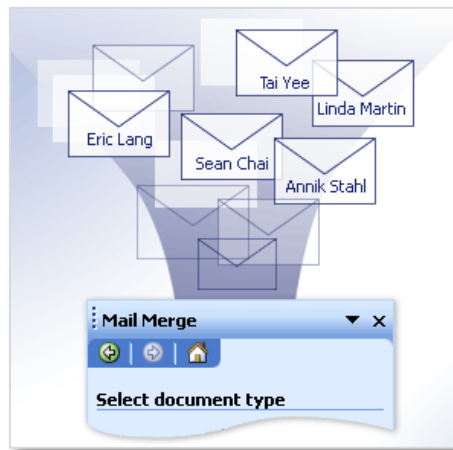 Tai Yee
Linda Martin
Eric Lang
Sean Chai
Annik Stahl
Mail Merge
Select document type